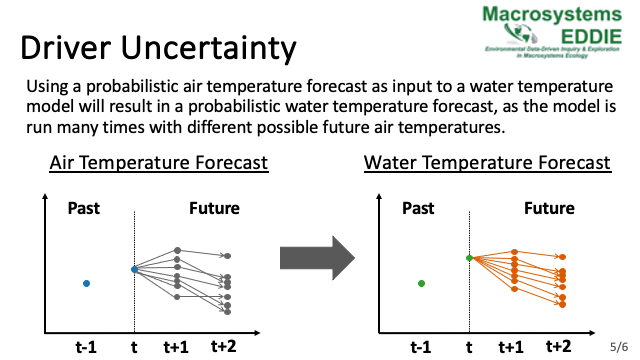 Macrosystems
EDDIE
Environmental Data-Driven Inquiry & Exploration
in Macrosystems Ecology
Driver Uncertainty
Using a probabilistic air temperature forecast as input to a water temperature
model will result in a probabilistic water temperature forecast, as the model is
run many times with different possible future air temperatures.
Air Temperature Forecast
Past
Future
t-1
t
t+1
t+2
Water Temperature Forecast
Past
Future
t-1
t
t+1
t+2
5/6